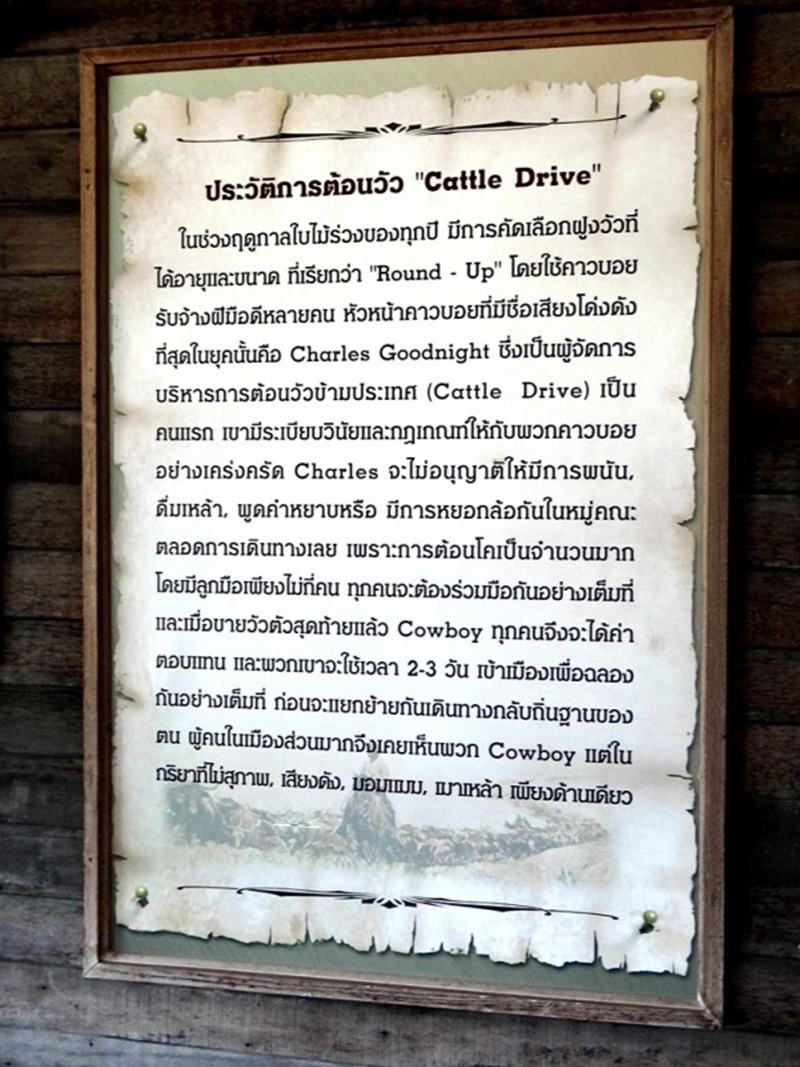 ประวัติการต้อนวัว "Cattle Drive"
ในช่วงฤดูกาลใบไม้ร่วงของทุกปี มีการคัดเลือกฝูงวัวที่
ได้อายุและขนาด ที่เรียกว่า "Round - Up" โดยใช้คาวบอย
รับจ้างฝีมือดีหลายคน หัวหน้าคาวบอยที่มีชื่อเสียงโด่งดัง
ที่สุดในยุคนั้นคือ Charles Goodnight ซึ่งเป็นผู้จัดการ
บริหารการต้อนวัวข้ามประเทศ (Cattle Drive) เป็น
คนแรก เขามีระเบียบวินัยและกฎเกณฑ์ให้กับพวกคาวบอย
อย่างเคร่งครัด Charles จะไม่อนุญาติให้มีการพนัน,
ดื่มเหล้า, พูดคำหยาบหรือ มีการหยอกล้อกันในหมู่คณะ
ตลอดการเดินทางเลย เพราะการต้อนโคเป็นจำนวนมาก
โดยมีลูกมือเพียงไม่กี่คน ทุกคนจะต้องร่วมมือกันอย่างเต็มที่
และเมื่อขายวัวตัวสุดท้ายแล้ว Cowboy ทุกคนจึงจะได้ค่า
ตอบแทน และพวกเขาจะใช้เวลา 2-3 วัน เข้าเมืองเพื่อฉลอง
กันอย่างเต็มที่ ก่อนจะแยกย้ายกันเดินทางกลับถิ่นฐานของ
ตน ผู้คนในเมืองส่วนมากจึงเคยเห็นพวก Cowboy แต่ใน
กริยาที่ไม่สุภาพ, เสียงดัง, มอมแมม, เมาเหล้า เพียงด้านเดียว